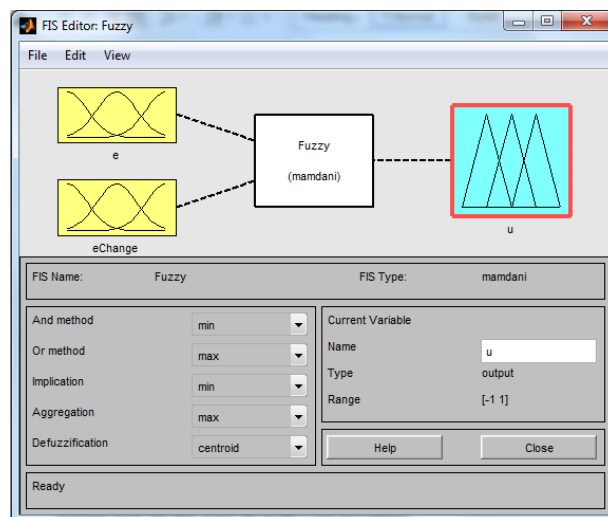 FIS Editor: Fuzzy
File Edit View
Fuzzy
(mamdani)
e
eChange
u
FIS Name: Fuzzy FIS Type: mamdani
And method min
Or method max
Implication min
Aggregation max
Defuzzification centroid
Current Variable
Name u
Type output
Range [-1 1]
Help Close
Ready